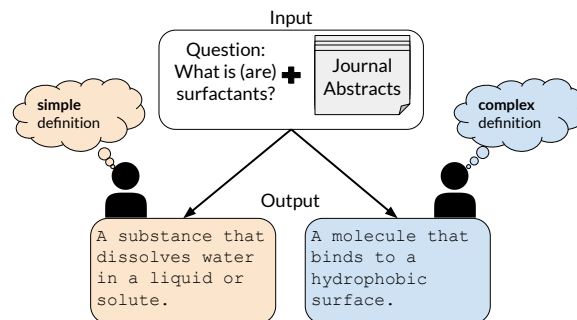 Input
Question:
What is (are)
surfactants?
Journal
Abstracts
simple
definition
complex
definition
Output
A substance that
dissolves water
in a liquid or
solute.
A molecule that
binds to a
hydrophobic
surface.